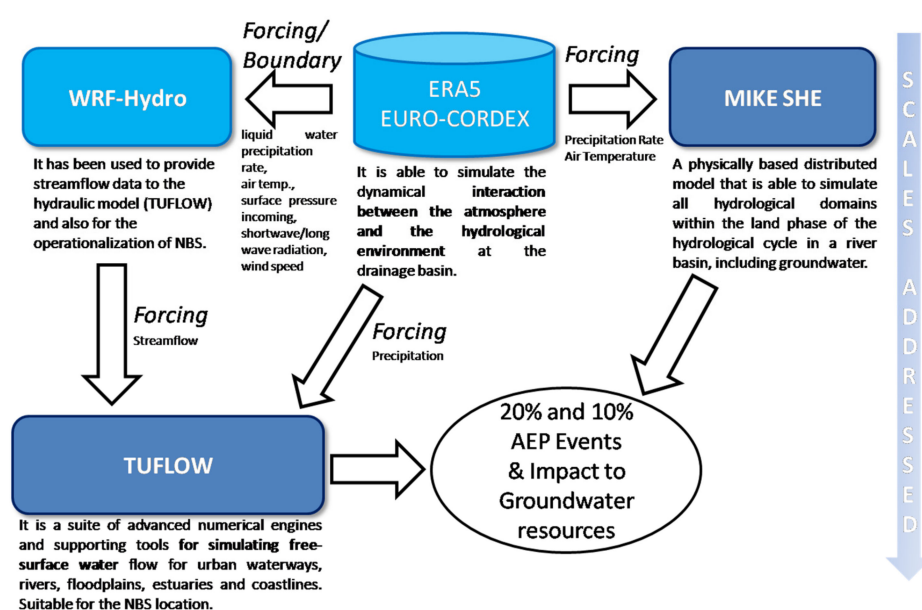 Forcing/
Boundary
WRF-Hydro
ERA5
EURO-CORDEX
Forcing
MIKE SHE
It has been used to provide
streamflow data to the
hydraulic model (TUFLOW)
and also for the
operationalization of NBS.
liquid water
precipitation
rate,
air temp.,
surface pressure
incoming,
shortwave/long
wave radiation,
wind speed
It is able to simulate the
dynamical interaction
between the atmosphere
and the hydrological
environment at the
drainage basin.
Precipitation Rate
Air Temperature
A physically based distributed
model that is able to simulate
all hydrological domains
within the land phase of the
hydrological cycle in a river
basin, including groundwater.
Forcing
Streamflow
Forcing
Precipitation
TUFLOW
20% and 10%
AEP Events
& Impact to
Groundwater
resources
It is a suite of advanced numerical engines
and supporting tools for simulating free-
surface water flow for urban waterways,
rivers, floodplains, estuaries and coastlines.
Suitable for the NBS location.
SCALES ADDRESSED